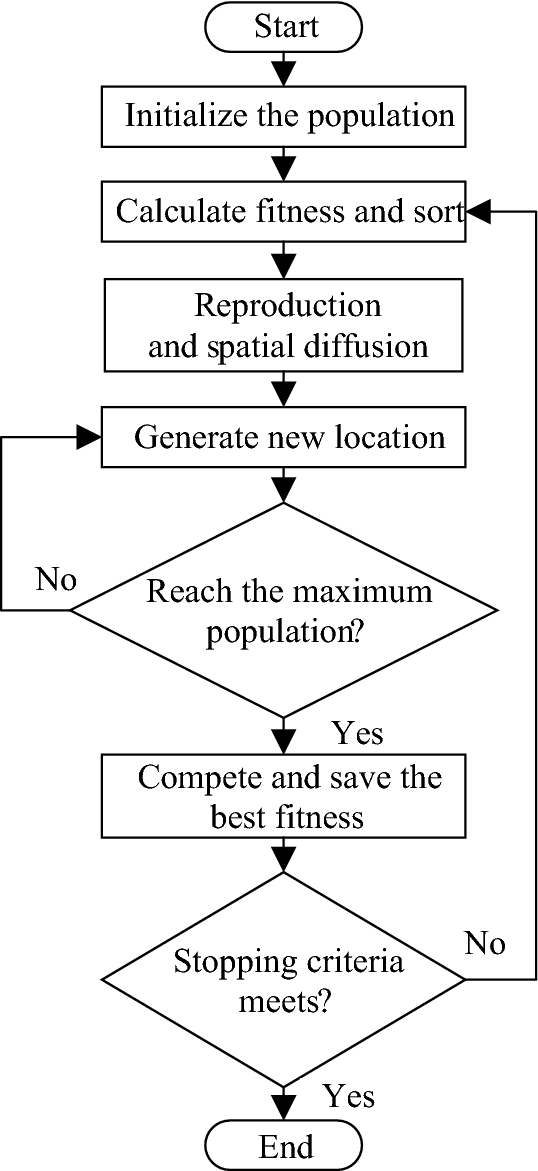 Start
Initialize the population
Calculate fitness and sort
Reproduction
and spatial diffusion
Generate new location
No
Reach the maximum
population?
Yes
Compete and save the
best fitness
No
Stopping criteria
meets?
Yes
End